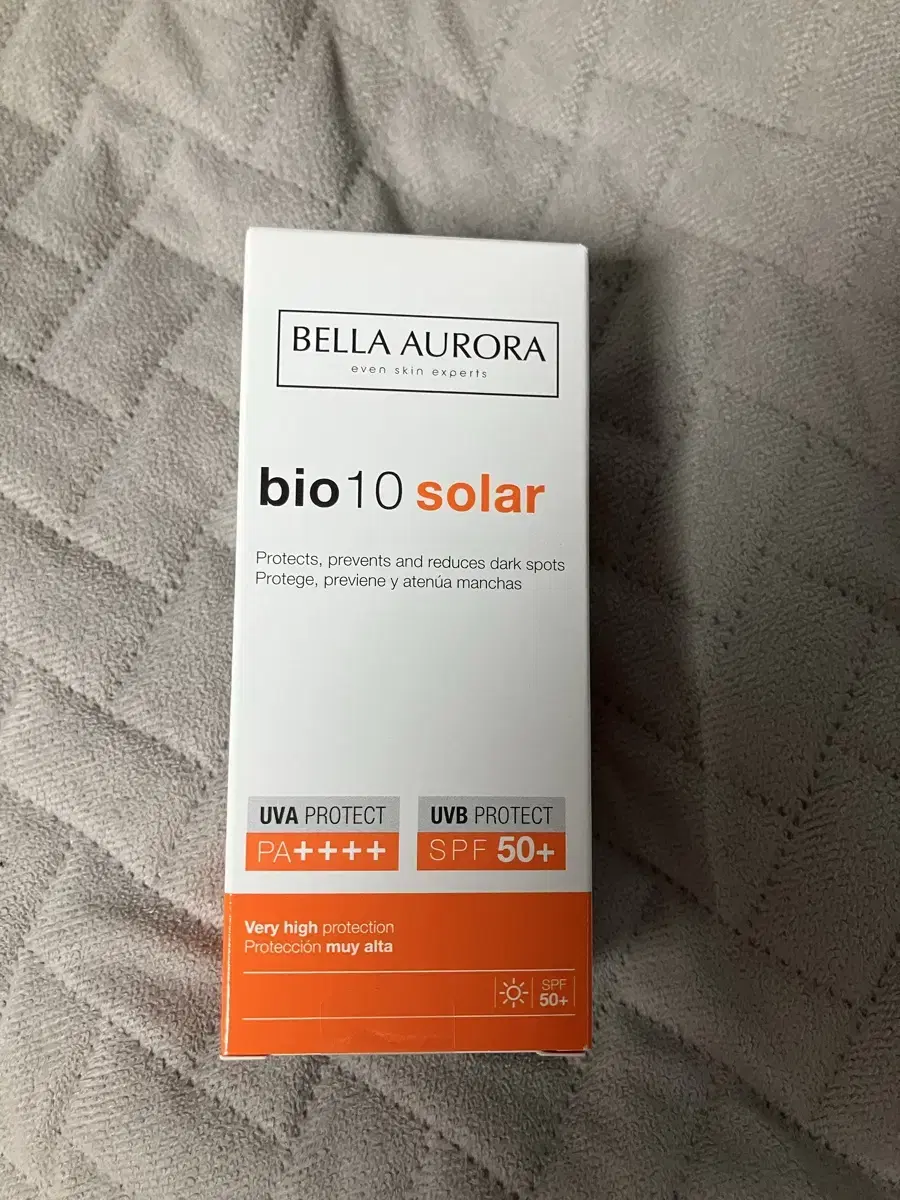 BELLA AURORA
even skin experts
bio10 solar
Protects, prevents and reduces dark spots
Protege, previene y atenúa manchas
UVA PROTECT
PA++++
UVB PROTECT
SPF 50+
Very high protection
Protección muy alta
SPF
50+